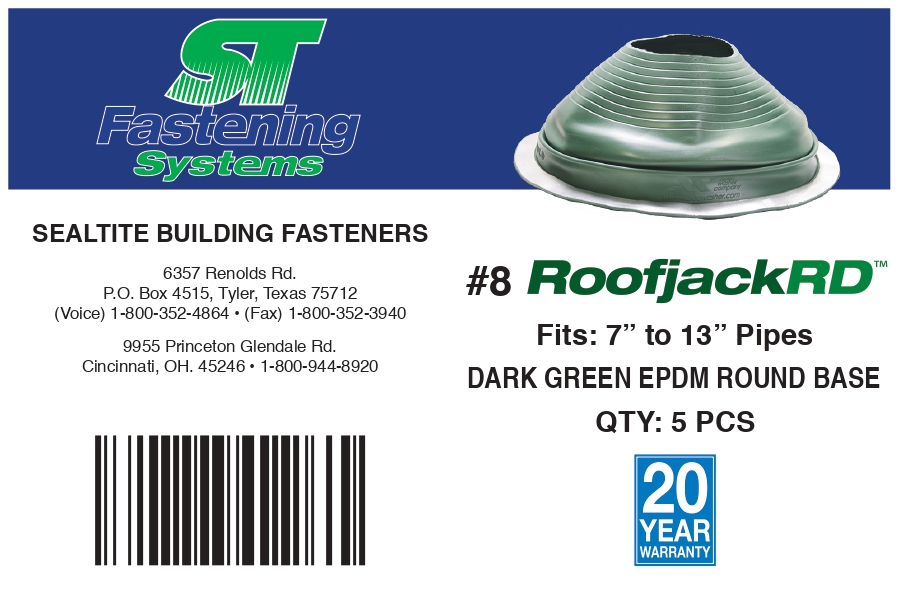 ST
Fastening
Systems
SEALTITE BUILDING FASTENERS
6357 Renolds Rd.
P.O. Box 4515, Tyler, Texas 75712
(Voice) 1-800-352-4864 • (Fax) 1-800-352-3940
9955 Princeton Glendale Rd.
Cincinnati, OH. 45246 • 1-800-944-8920
#8 RoofjackRD™
Fits: 7” to 13” Pipes
DARK GREEN EPDM ROUND BASE
QTY: 5 PCS
20
YEAR
WARRANTY